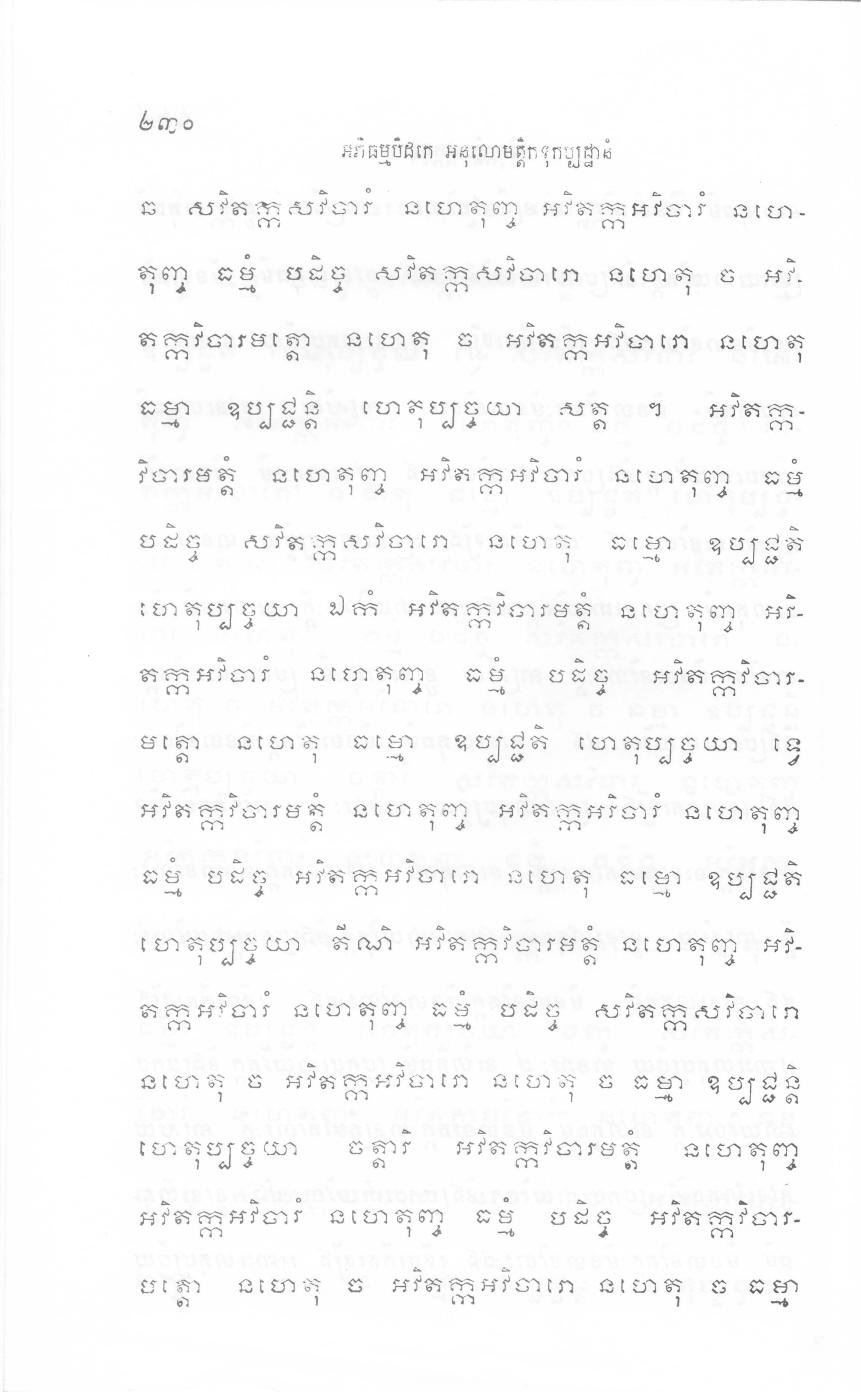 ២៣០
អភិធម្មបិដកេ អនុលោមត្តិកទុកប្បដ្ឋានំ
ឆ សវិតក្កសវិចារំ នហេតុញ្ច អវិតក្កអវិចារំ នហេ-
តុញ្ច ធម្មំ បដិច្ច សវិតក្កសវិចារោ នហេតុ ច អវិ-
តក្កវិចារមត្តោ នហេតុ ច អវិតក្កអវិចារោ នហេតុ
ធម្មា ឧប្បជ្ជន្តិ ហេតុប្បច្ចយា សត្ត ។ អវិតក្ក-
វិចារមត្តំ នហេតុញ្ច អវិតក្កអវិចារំ នហេតុញ្ច ធម្មំ
បដិច្ច សវិតក្កសវិចារោ នហេតុ ធម្មោ ឧប្បជ្ជតិ
ហេតុប្បច្ចយា ឯកំ អវិតក្កវិចារមត្តំ នហេតុញ្ច អវិ-
តក្កអវិចារំ នហេតុញ្ច ធម្មំ បដិច្ច អវិតក្កវិចារ-
មត្តោ នហេតុ ធម្មោ ឧប្បជ្ជតិ ហេតុប្បច្ចយា ទ្វេ
អវិតក្កវិចារមត្តំ នហេតុញ្ច អវិតក្កអវិចារំ នហេតុញ្ច
ធម្មំ បដិច្ច អវិតក្កអវិចារោ នហេតុ ធម្មោ ឧប្បជ្ជតិ
ហេតុប្បច្ចយា តីណិ អវិតក្កវិចារមត្តំ នហេតុញ្ច អវិ-
តក្កអវិចារំ នហេតុញ្ច ធម្មំ បដិច្ច សវិតក្កសវិចារោ
នហេតុ ច អវិតក្កអវិចារោ នហេតុ ច ធម្មា ឧប្បជ្ជន្តិ
ហេតុប្បច្ចយា ចត្តារិ អវិតក្កវិចារមត្តំ នហេតុញ្ច
អវិតក្កអវិចារំ នហេតុញ្ច ធម្មំ បដិច្ច អវិតក្កវិចារ-
មត្តោ នហេតុ ច អវិតក្កអវិចារោ នហេតុ ច ធម្មា